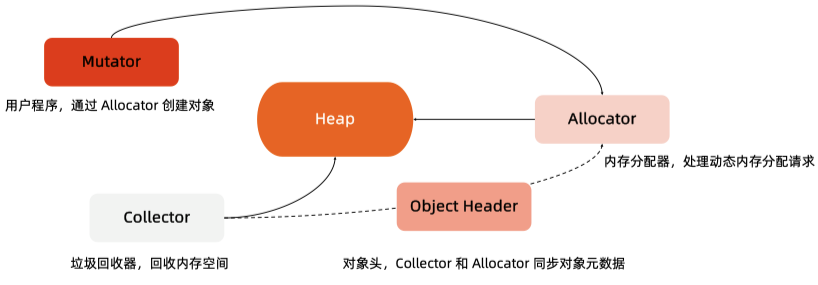 Mutator
用户程序，通过 Allocator 创建对象
Heap
Allocator
内存分配器，处理动态内存分配请求
Collector
Object Header
垃圾回收器，回收内存空间
对象头，Collector 和 Allocator 同步对象元数据